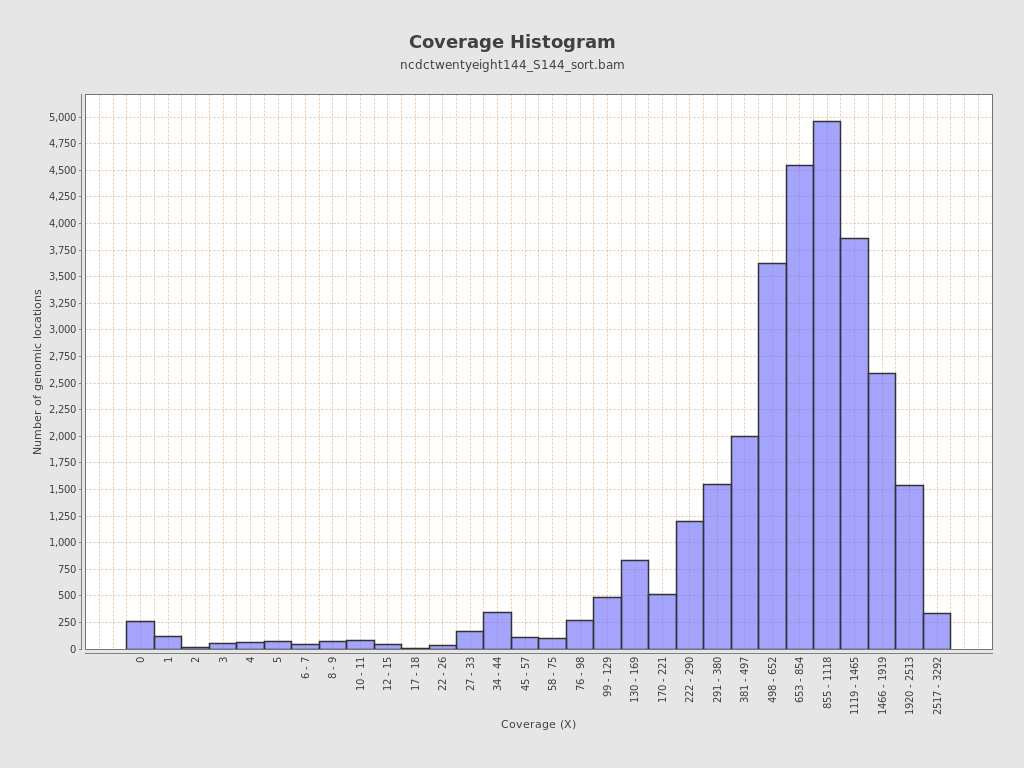 Coverage Histogram
ncdctwentyeight144_S144_sort.bam
Number of genomic locations
5,000
4,750
4,500
4,250
4,000
3,750
3,500
3,250
3,000
2,750
2,500
2,250
2,000
1,750
1,500
1,250
1,000
750
500
250
0
0
1
2
3
4
5
6 - 7
8 - 9
10 - 11
12 - 15
17 - 18
22 - 26
27 - 33
34 - 44
45 - 57
58 - 75
76 - 98
99 - 129
130 - 169
170 - 221
222 - 290
291 - 380
381 - 497
498 - 652
653 - 854
855 - 1118
1119 - 1465
1466 - 1919
1920 - 2513
2517 - 3292
Coverage (X)